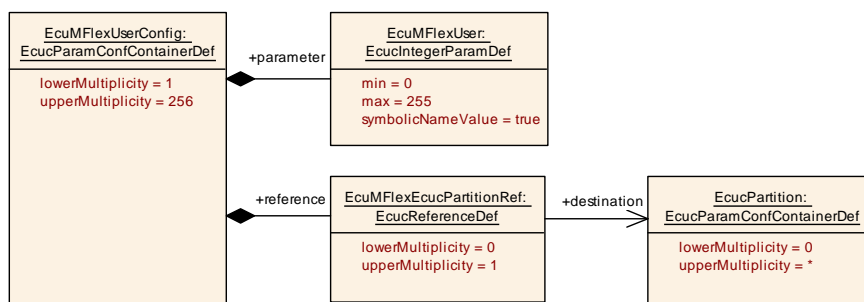 EcuMFlexUserConfig:
EcucParamConfContainerDef
lowerMultiplicity = 1
upperMultiplicity = 256
+parameter
EcuMFlexUser:
EcucIntegerParamDef
min = 0
max = 255
symbolicNameValue = true
+reference
EcuMFlexEcucPartitionRef:
EcucReferenceDef
lowerMultiplicity = 0
upperMultiplicity = 1
+destination
EcucPartition:
EcucParamConfContainerDef
lowerMultiplicity = 0
upperMultiplicity = *